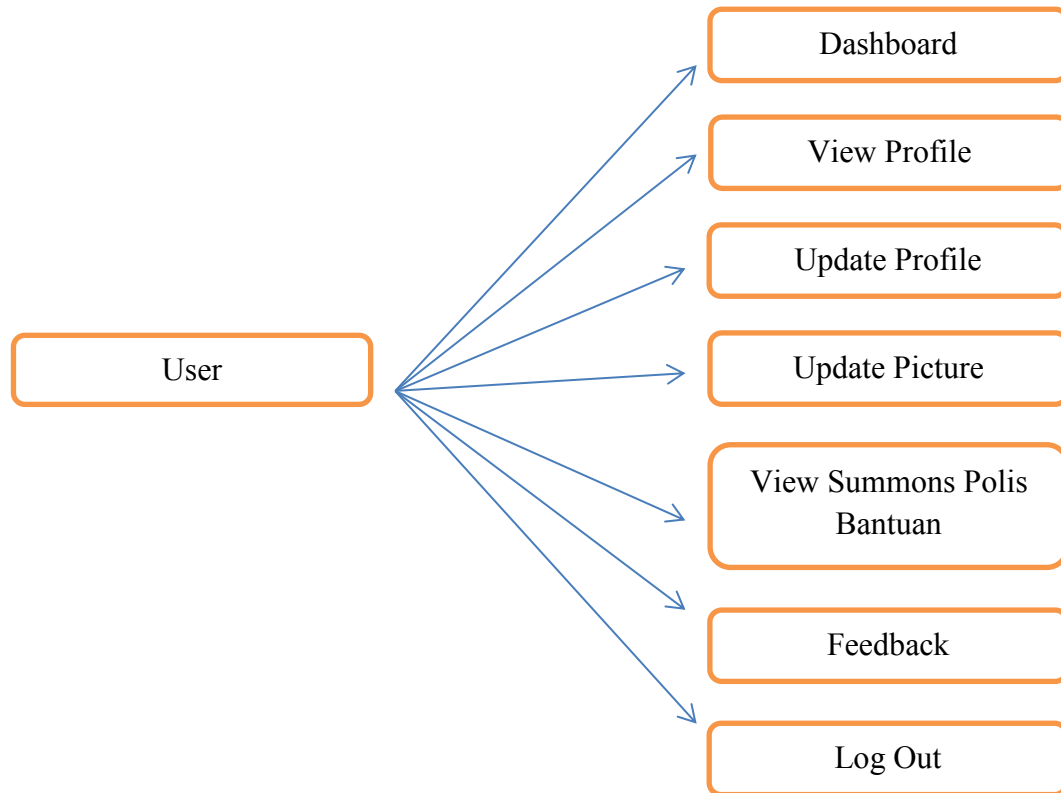 Dashboard
View Profile
Update Profile
User
Update Picture
View Summons Polis
Bantuan
Feedback
Log Out